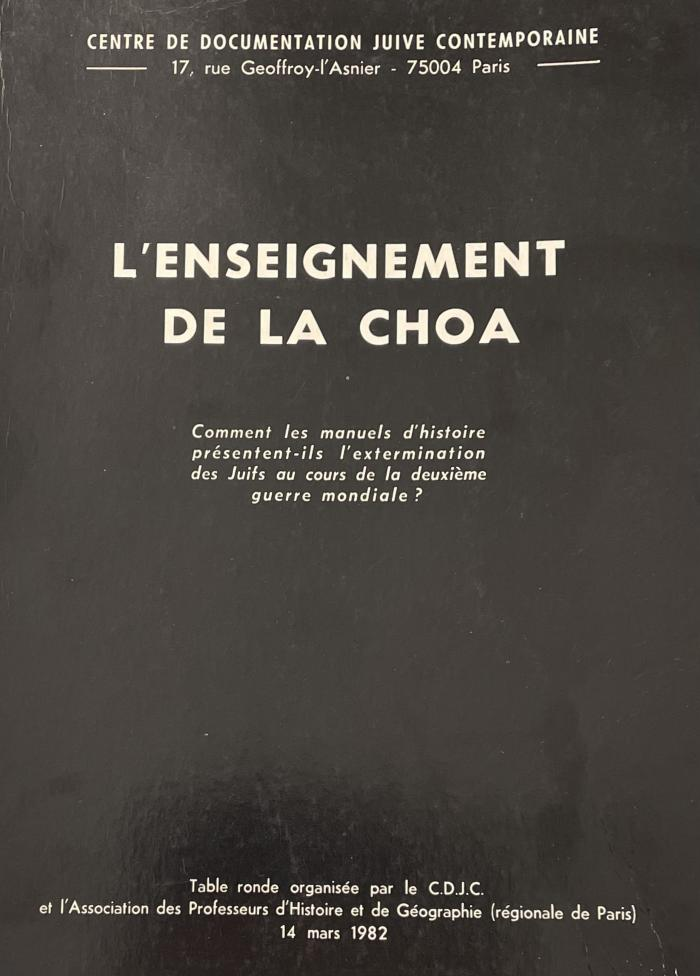 CENTRE DE DOCUMENTATION JUIVE CONTEMPORAINE
17, rue Geoffroy-l'Asnier - 75004 Paris
L'ENSEIGNEMENT
DE LA CHOA
Comment les manuels d'histoire
présentent-ils l'extermination
des Juifs au cours de la deuxième
guerre mondiale ?
Table ronde organisée par le C.D.J.C.
et l'Association des Professeurs d'Histoire et de Géographie (régionale de Paris)
14 mars 1982